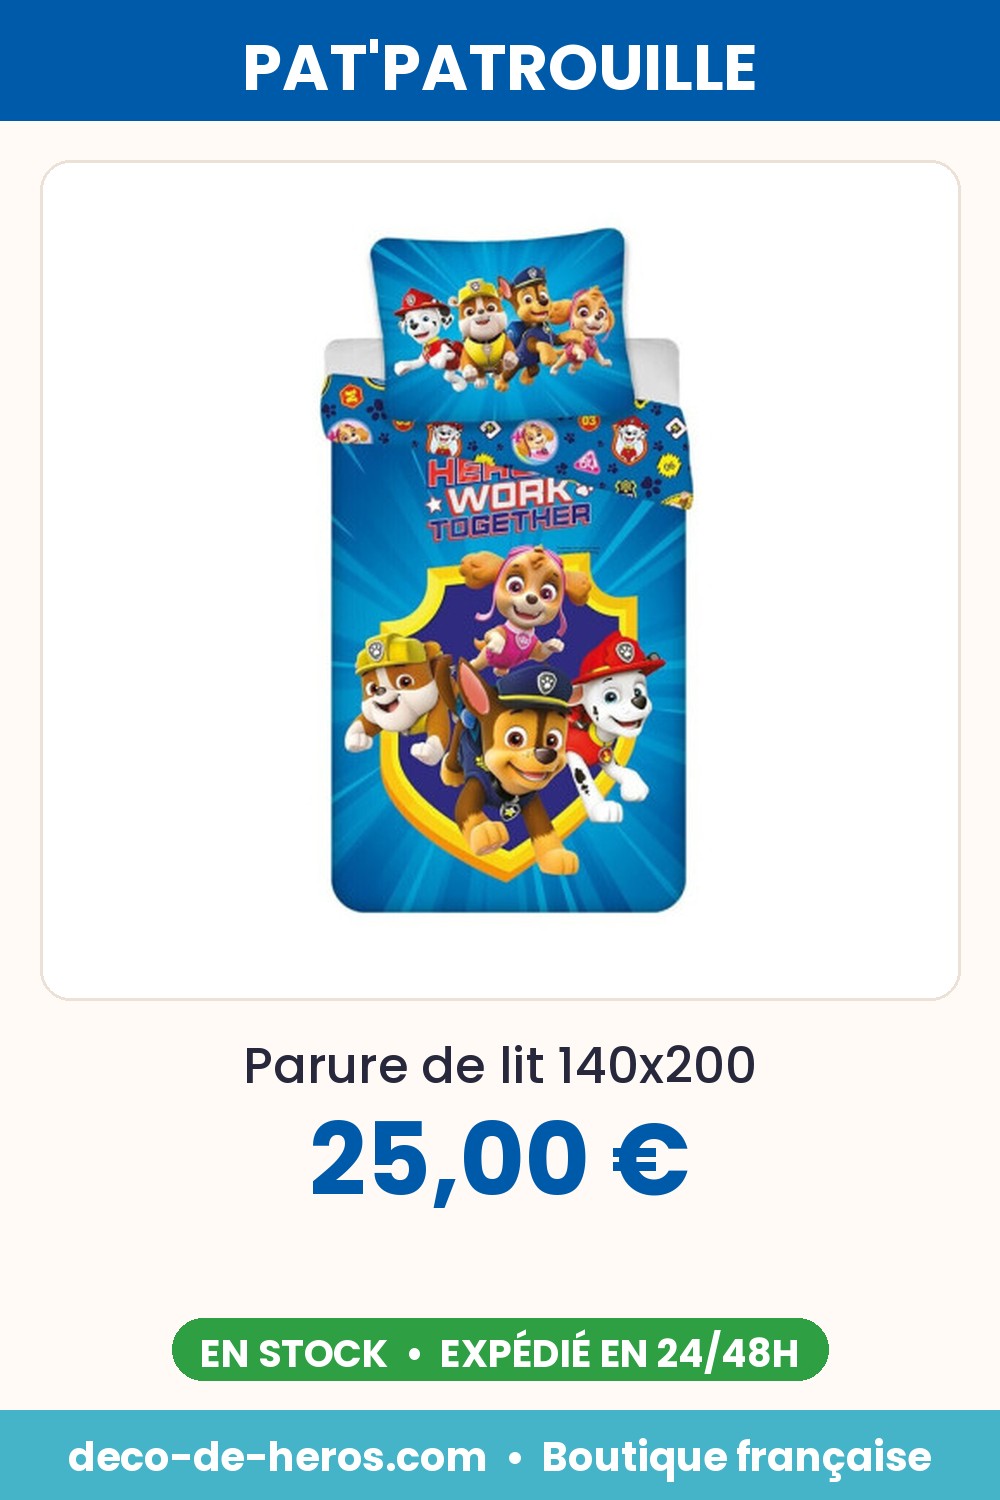 PAT'PATROUILLE
03
WORK
TOGETHER
Parure de lit 140x200
25,00 €
EN STOCK • EXPÉDIÉ EN 24/48H
deco-de-heros.com • Boutique française